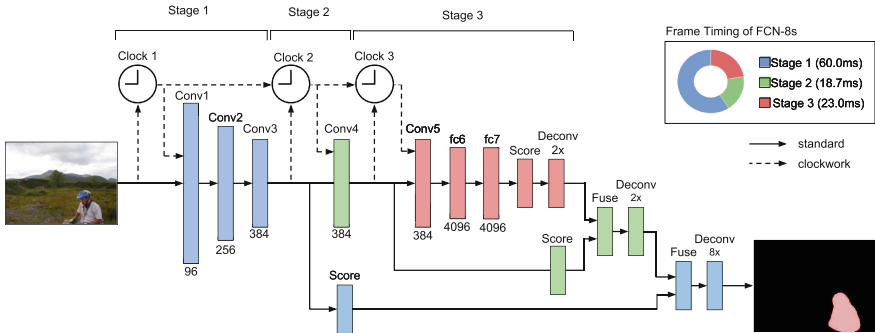 Stage 1
Stage 2
Stage 3
Frame Timing of FCN-8s
Clock 1
Clock 2
Clock 3
Stage 1 (60.0ms)
Stage 2 (18.7ms)
Stage 3 (23.0ms)
Conv1
Conv2
Conv3
Conv4
Conv5
fc6
fc7
Score
Deconv
2x
standard
clockwork
Fuse
Deconv
2x
96
256
384
384
384
4096
4096
Score
Score
Fuse
Deconv
8x